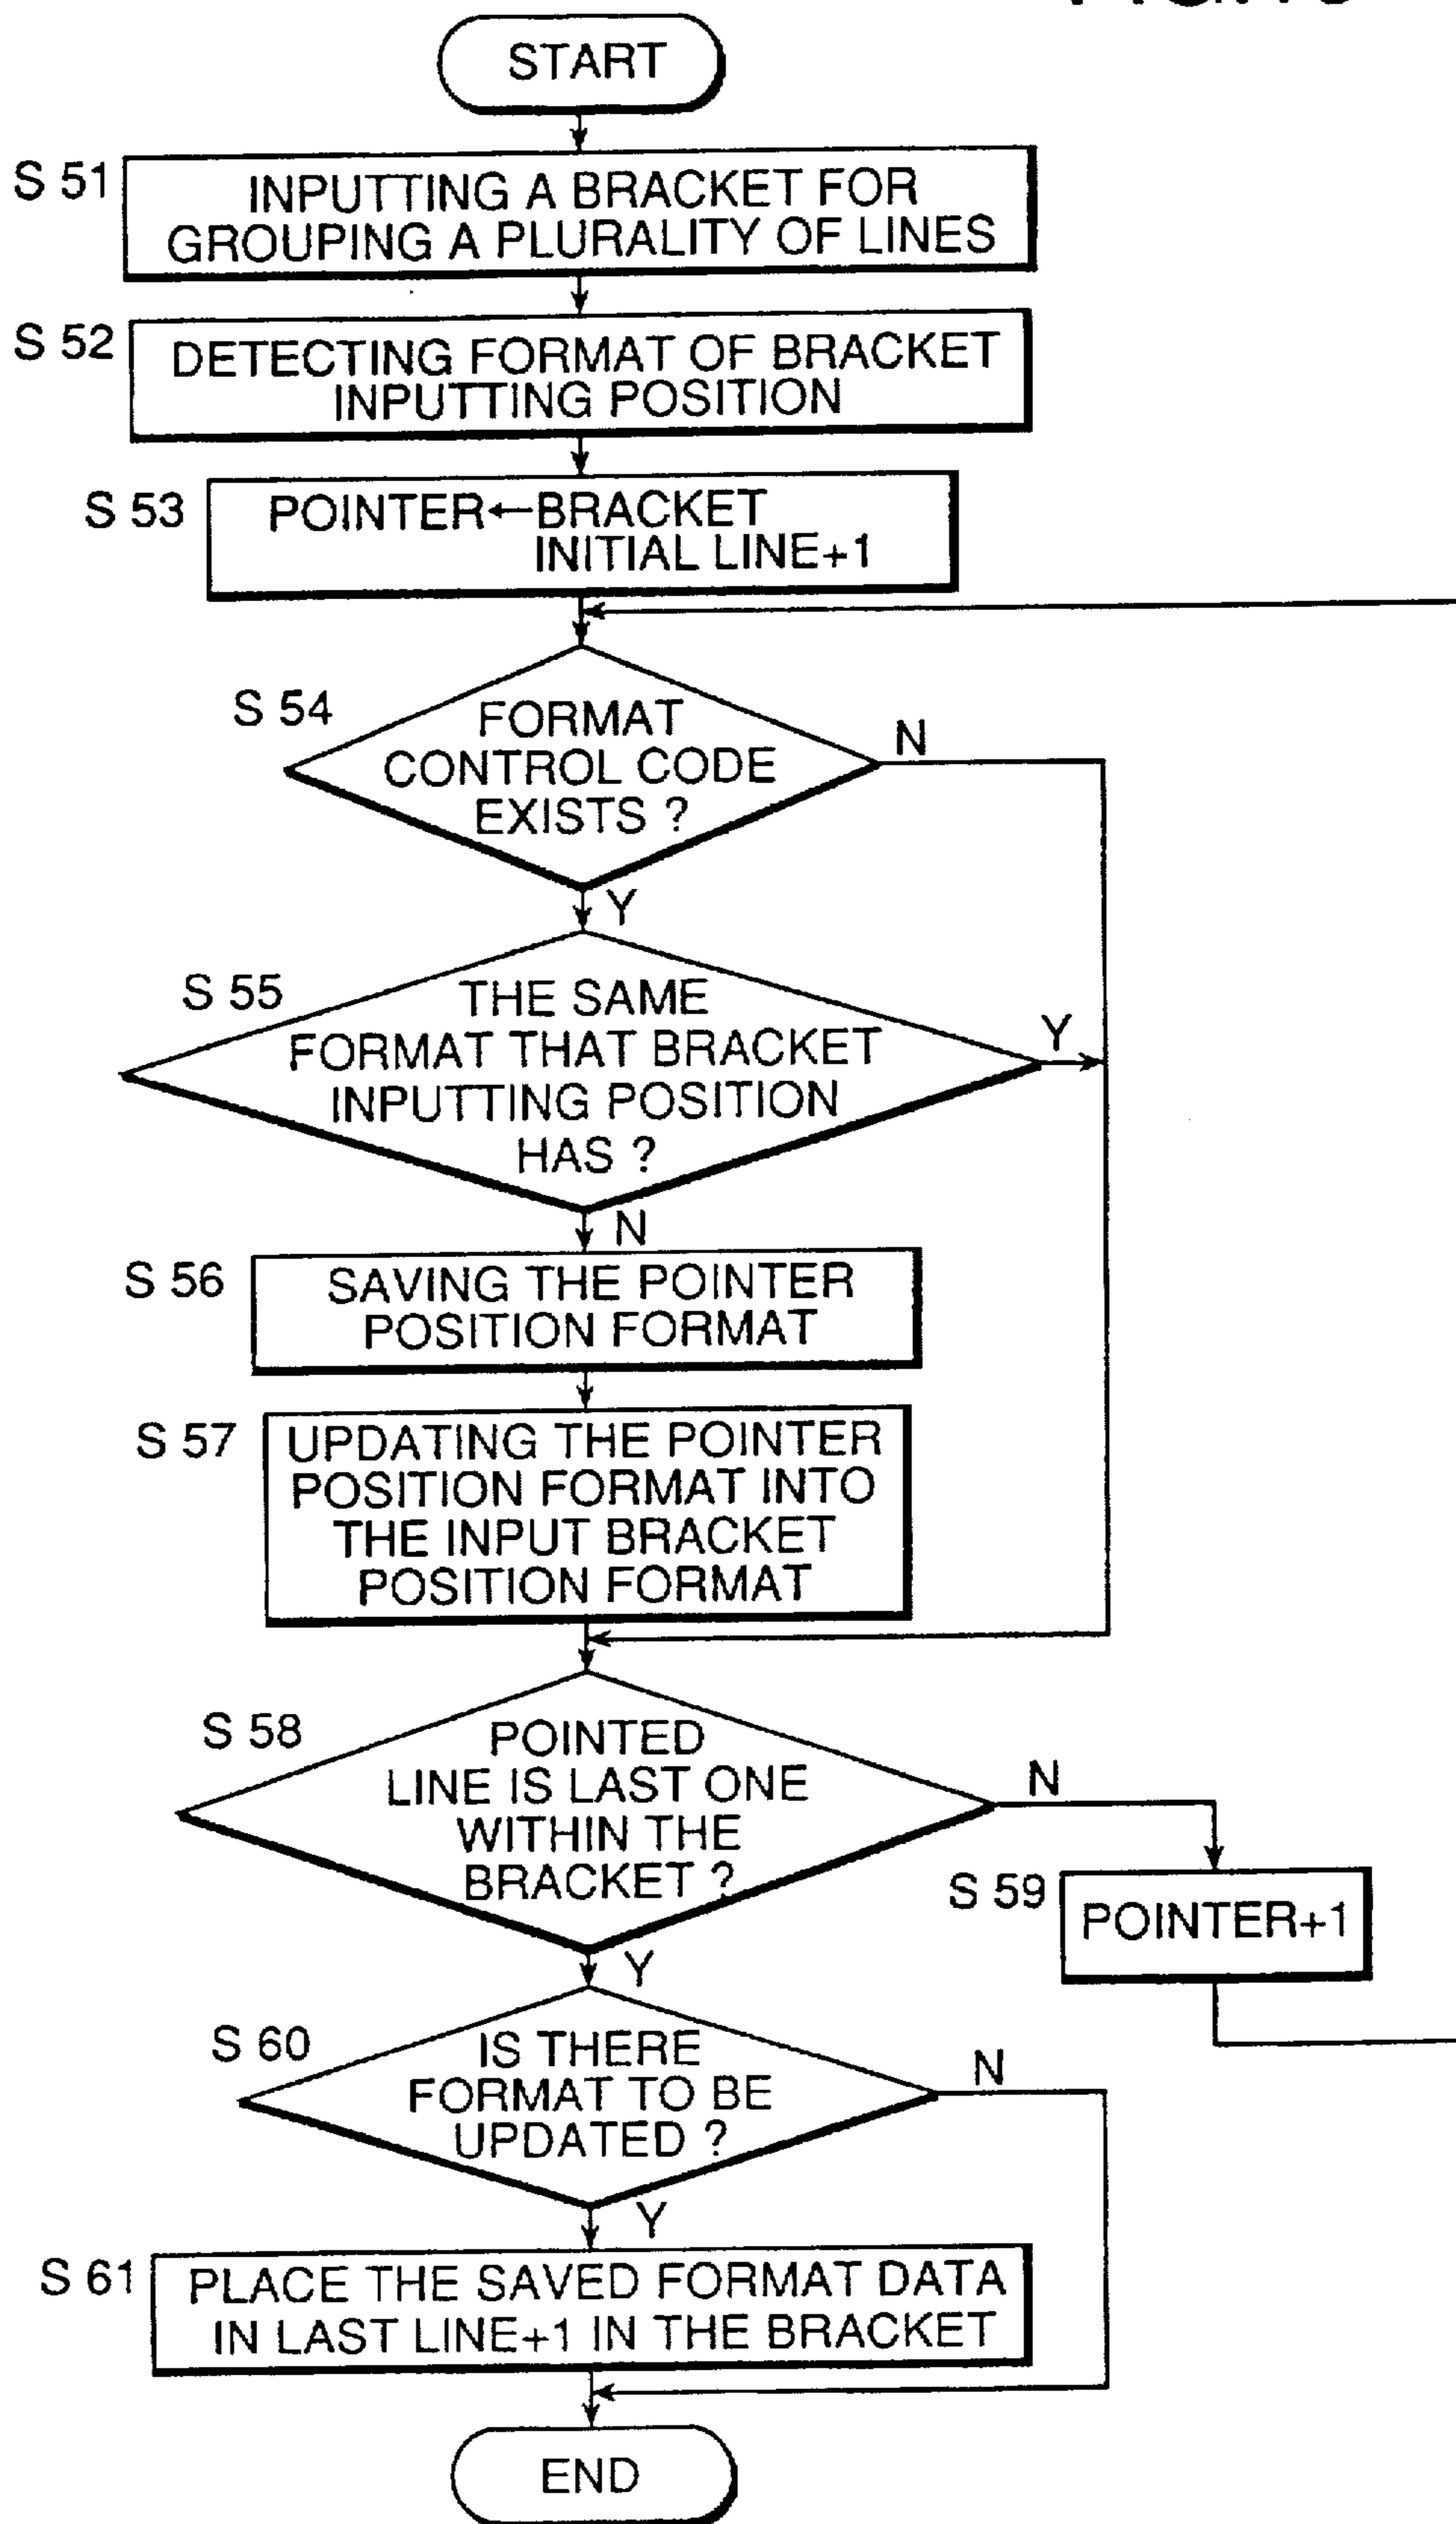 START
S 51
INPUTTING A BRACKET FOR
GROUPING A PLURALITY OF LINES
S 52
DETECTING FORMAT OF BRACKET
INPUTTING POSITION
S 53
POINTER←BRACKET
INITIAL LINE+1
S 54
FORMAT
CONTROL CODE
EXISTS ?
N
Y
S 55
THE SAME
FORMAT THAT BRACKET
INPUTTING POSITION
HAS ?
Y
N
S 56
SAVING THE POINTER
POSITION FORMAT
S 57
UPDATING THE POINTER
POSITION FORMAT INTO
THE INPUT BRACKET
POSITION FORMAT
S 58
POINTED
LINE IS LAST ONE
WITHIN THE
BRACKET ?
N
S 59
POINTER+1
Y
S 60
IS THERE
FORMAT TO BE
UPDATED ?
N
Y
S 61
PLACE THE SAVED FORMAT DATA
IN LAST LINE+1 IN THE BRACKET
END